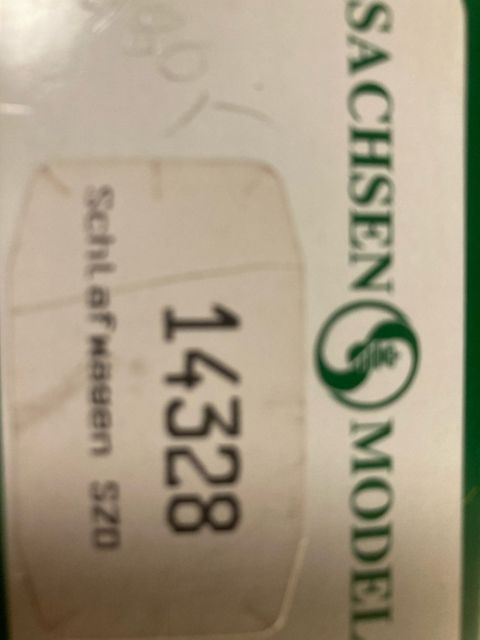 SACHSEN MODEL
14328
Schlafwagen SZD